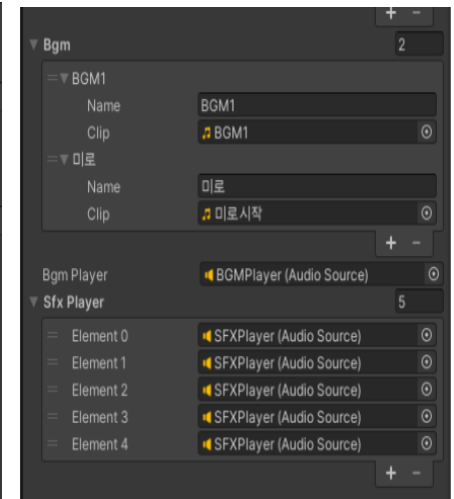 + -
Bgm 2
BGM1
Name BGM1
Clip BGM1
미로
Name 미로
Clip 미로시작
+ -
Bgm Player BGMPlayer (Audio Source)
Sfx Player 5
Element 0 SFXPlayer (Audio Source)
Element 1 SFXPlayer (Audio Source)
Element 2 SFXPlayer (Audio Source)
Element 3 SFXPlayer (Audio Source)
Element 4 SFXPlayer (Audio Source)
+ -